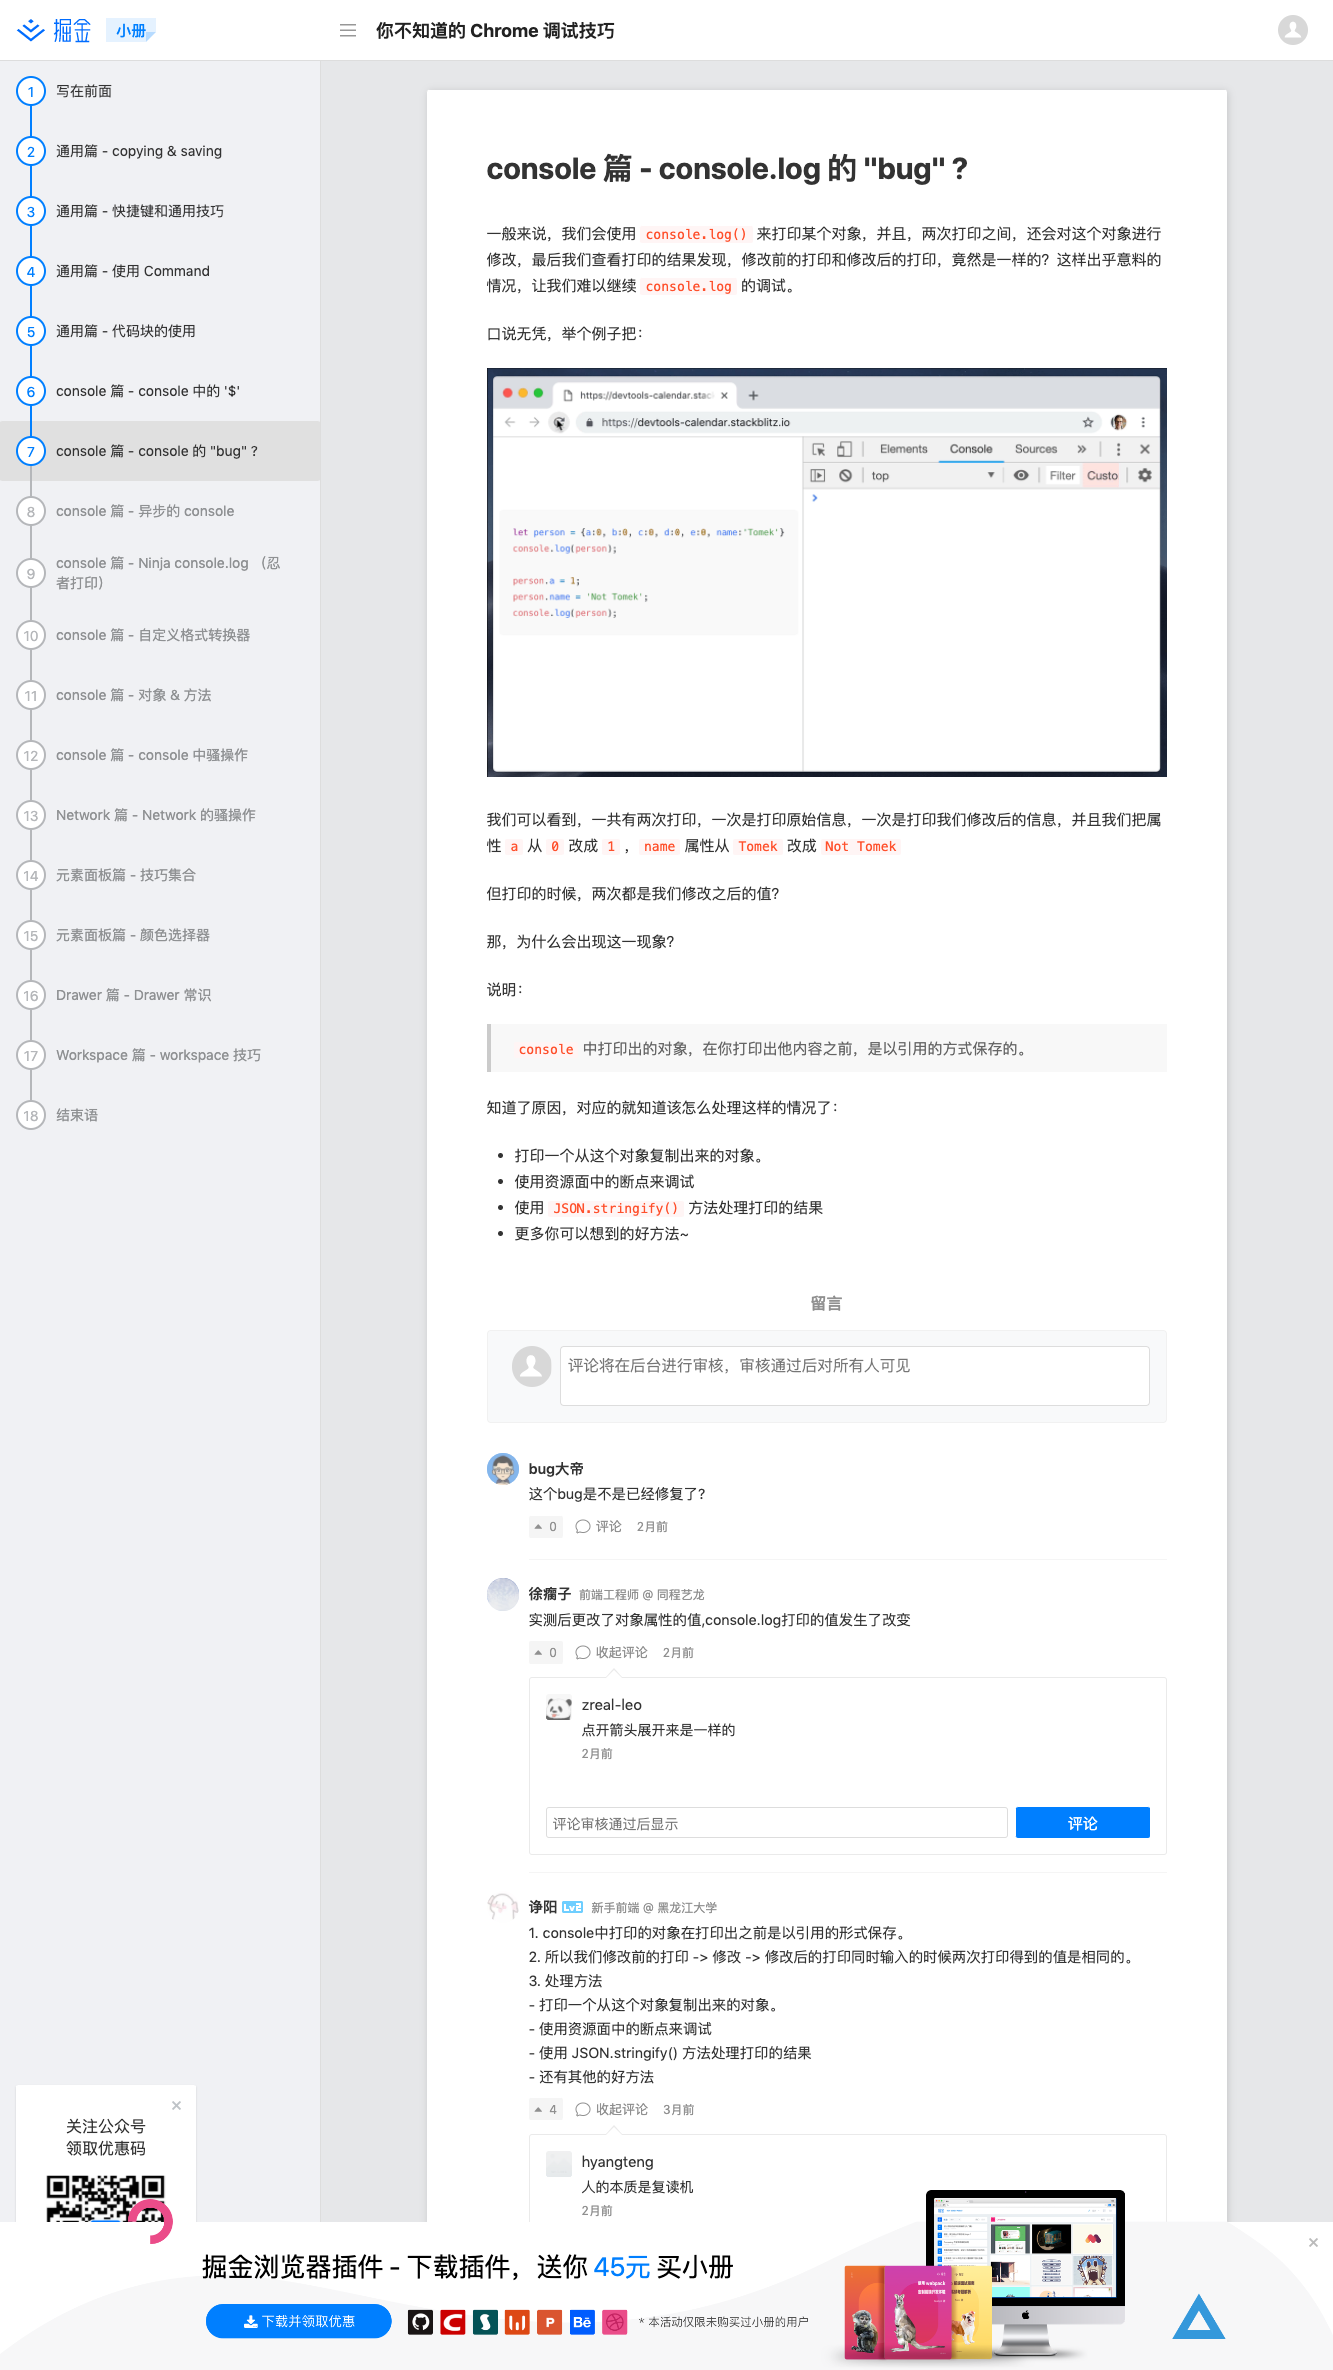 掘金 小册
你不知道的 Chrome 调试技巧
1 写在前面
2 通用篇 - copying & saving
3 通用篇 - 快捷键和通用技巧
4 通用篇 - 使用 Command
5 通用篇 - 代码块的使用
6 console 篇 - console 中的 '$'
7 console 篇 - console 的 "bug" ?
8 console 篇 - 异步的 console
9 console 篇 - Ninja console.log （忍
者打印）
10 console 篇 - 自定义格式转换器
11 console 篇 - 对象 & 方法
12 console 篇 - console 中骚操作
13 Network 篇 - Network 的骚操作
14 元素面板篇 - 技巧集合
15 元素面板篇 - 颜色选择器
16 Drawer 篇 - Drawer 常识
17 Workspace 篇 - workspace 技巧
18 结束语
console 篇 - console.log 的 "bug" ?
一般来说，我们会使用 console.log() 来打印某个对象，并且，两次打印之间，还会对这个对象进行
修改，最后我们查看打印的结果发现，修改前的打印和修改后的打印，竟然是一样的？这样出乎意料的
情况，让我们难以继续 console.log 的调试。
口说无凭，举个例子把：
https://devtools-calendar.stac
https://devtools-calendar.stackblitz.io
Elements Console Sources »
top Filter Custo
let person = {a:0, b:0, c:0, d:0, e:0, name:'Tomek'}
console.log(person);
person.a = 1;
person.name = 'Not Tomek';
console.log(person);
我们可以看到，一共有两次打印，一次是打印原始信息，一次是打印我们修改后的信息，并且我们把属
性 a 从 0 改成 1 ， name 属性从 Tomek 改成 Not Tomek
但打印的时候，两次都是我们修改之后的值？
那，为什么会出现这一现象？
说明：
console 中打印出的对象，在你打印出他内容之前，是以引用的方式保存的。
知道了原因，对应的就知道该怎么处理这样的情况了：
• 打印一个从这个对象复制出来的对象。
• 使用资源面中的断点来调试
• 使用 JSON.stringify() 方法处理打印的结果
• 更多你可以想到的好方法~
留言
评论将在后台进行审核，审核通过后对所有人可见
bug大帝
这个bug是不是已经修复了？
0 评论 2月前
徐瘤子 前端工程师 @ 同程艺龙
实测后更改了对象属性的值,console.log打印的值发生了改变
0 收起评论 2月前
zreal-leo
点开箭头展开来是一样的
2月前
评论审核通过后显示
评论
诤阳 Lv2 新手前端 @ 黑龙江大学
1. console中打印的对象在打印出之前是以引用的形式保存。
2. 所以我们修改前的打印 -> 修改 -> 修改后的打印同时输入的时候两次打印得到的值是相同的。
3. 处理方法
- 打印一个从这个对象复制出来的对象。
- 使用资源面中的断点来调试
- 使用 JSON.stringify() 方法处理打印的结果
- 还有其他的好方法
4 收起评论 3月前
hyangteng
人的本质是复读机
2月前
关注公众号
领取优惠码
掘金浏览器插件 - 下载插件，送你 45元 买小册
下载并领取优惠
P Bē
* 本活动仅限未购买过小册的用户